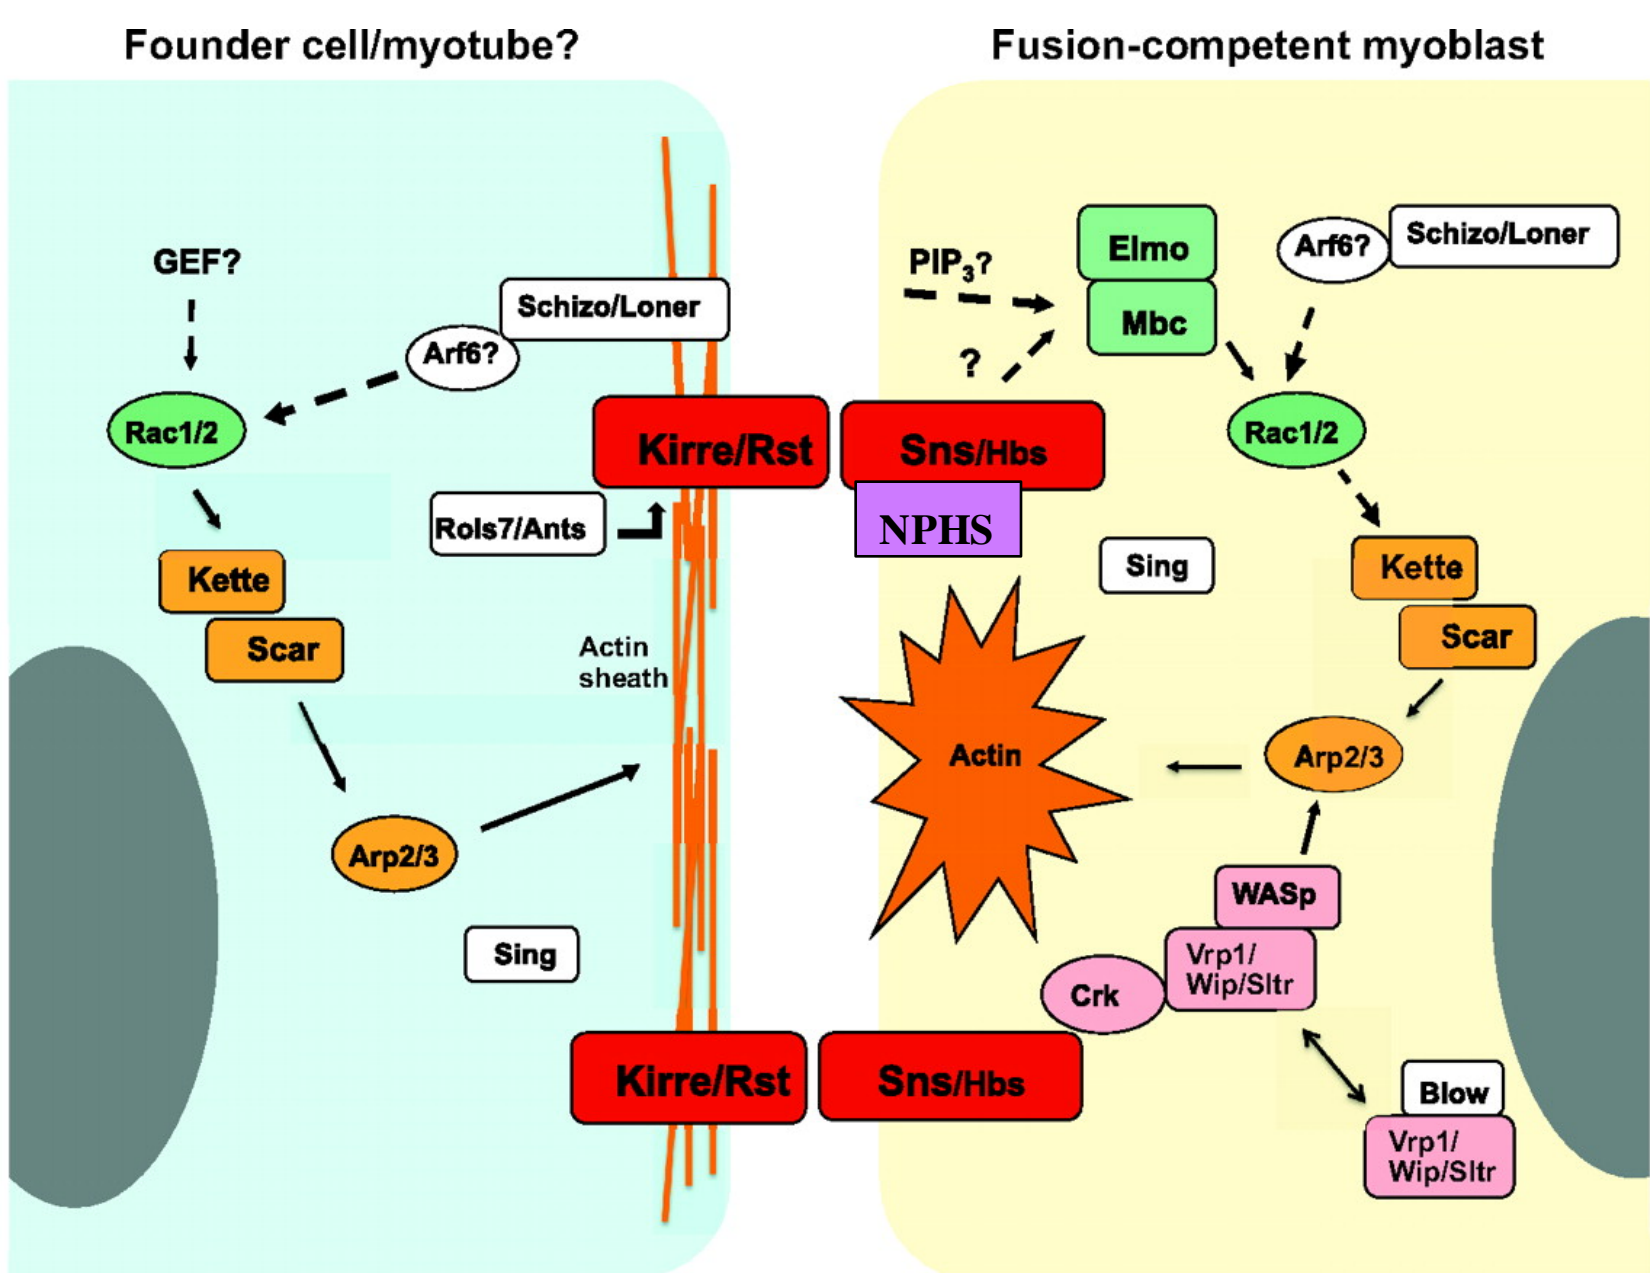 Founder cell/myotube?
Fusion-competent myoblast
GEF?
Schizo/Loner
Arf6?
Rac1/2
Kirre/Rst
Rols7/Ants
Kette
Scar
Actin
sheath
Arp2/3
Sing
Kirre/Rst
PIP3?
?
Elmo
Mbc
Arf6?
Schizo/Loner
Rac1/2
Sns/Hbs
NPHS
Sing
Kette
Scar
Actin
Arp2/3
WASp
Vrp1/
Wip/Sltr
Crk
Sns/Hbs
Blow
Vrp1/
Wip/Sltr